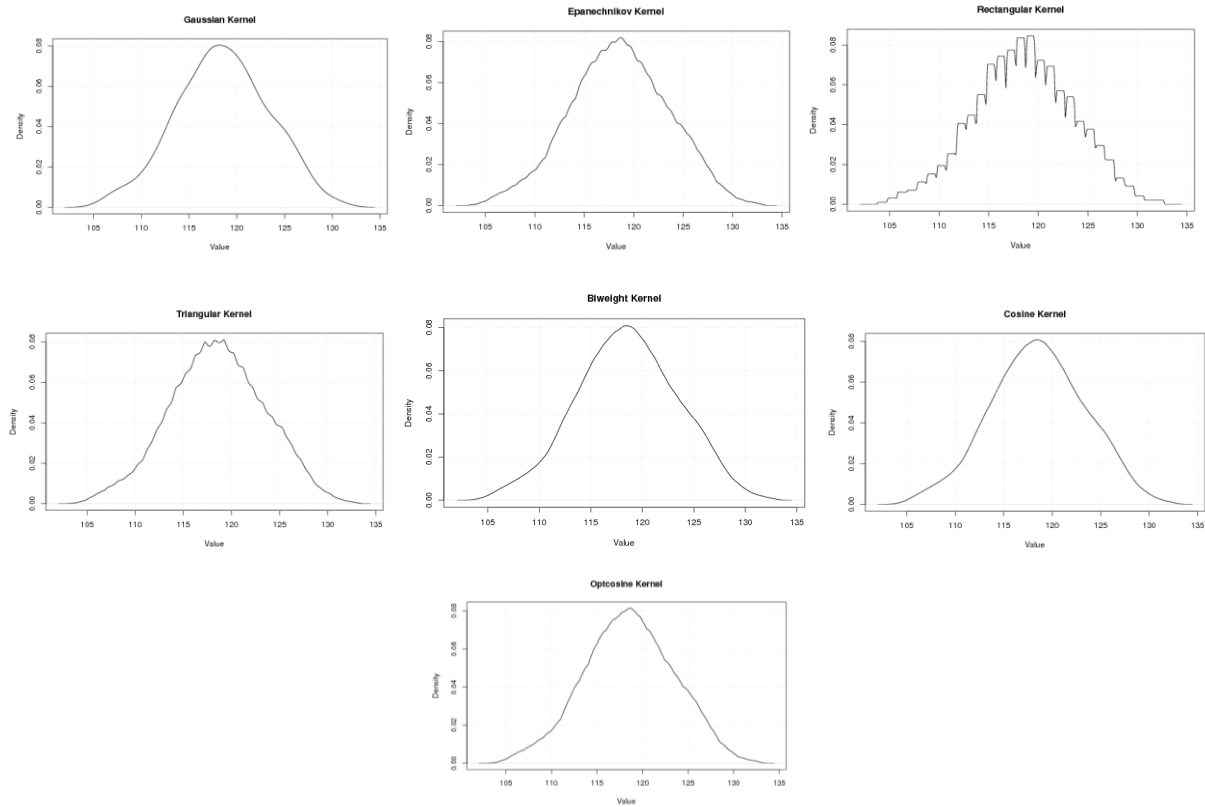 Gaussian Kernel
Density
0.00 0.02 0.04 0.06 0.08
105 110 115 120 125 130 135
Value
Epanechnikov Kernel
Density
0.00 0.02 0.04 0.06 0.08
105 110 115 120 125 130 135
Value
Rectangular Kernel
Density
0.00 0.02 0.04 0.06 0.08
105 110 115 120 125 130 135
Value
Triangular Kernel
Density
0.00 0.02 0.04 0.06 0.08
105 110 115 120 125 130 135
Value
Biweight Kernel
Density
0.00 0.02 0.04 0.06 0.08
105 110 115 120 125 130 135
Value
Cosine Kernel
Density
0.00 0.02 0.04 0.06 0.08
105 110 115 120 125 130 135
Value
Optcosine Kernel
Density
0.00 0.02 0.04 0.06 0.08
105 110 115 120 125 130 135
Value